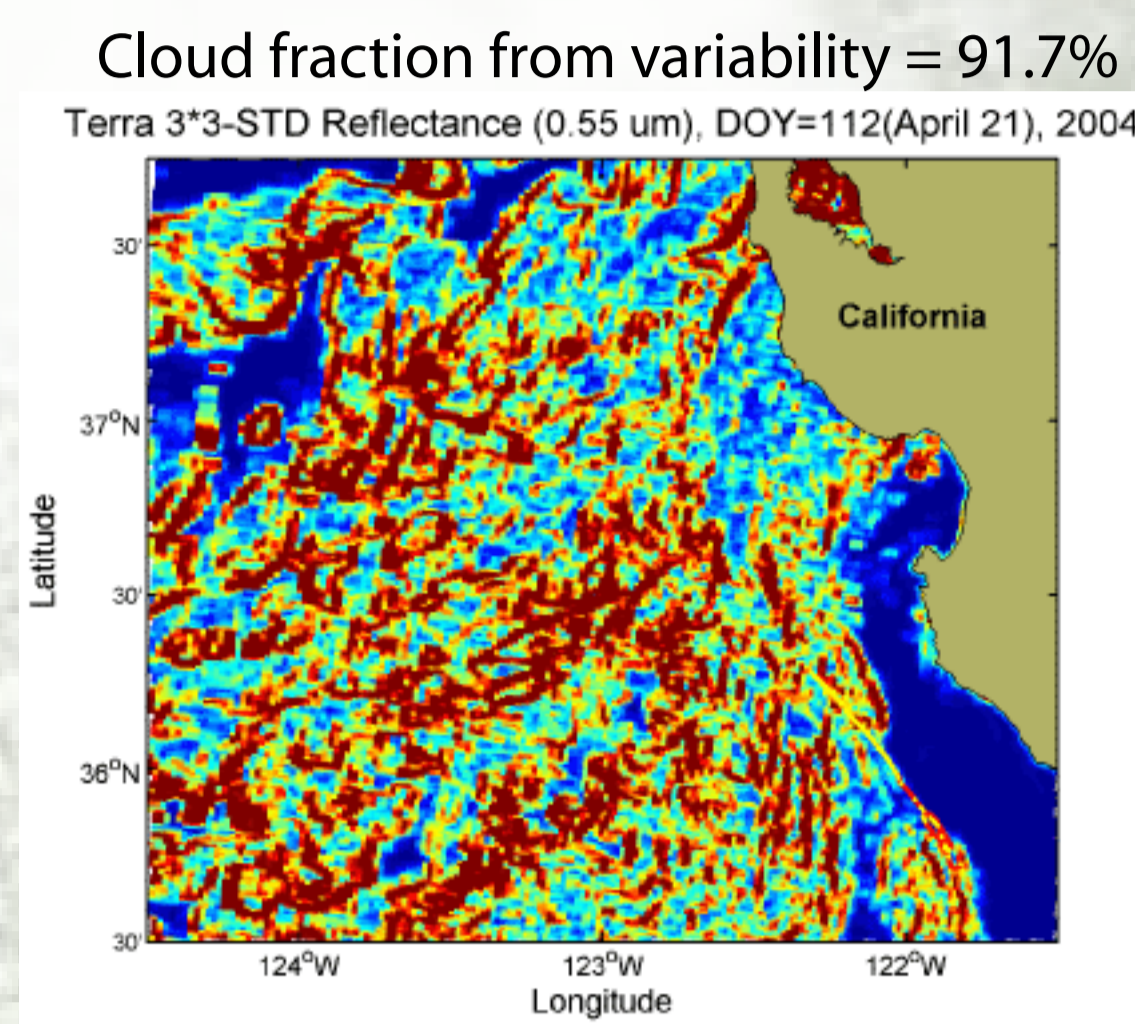 Cloud fraction from variability = 91.7%
Terra 3*3-STD Reflectance (0.55 um), DOY=112(April 21), 2004
30'
California
37°N
Latitude
30'
36°N
30'
124°W 123°W 122°W
Longitude